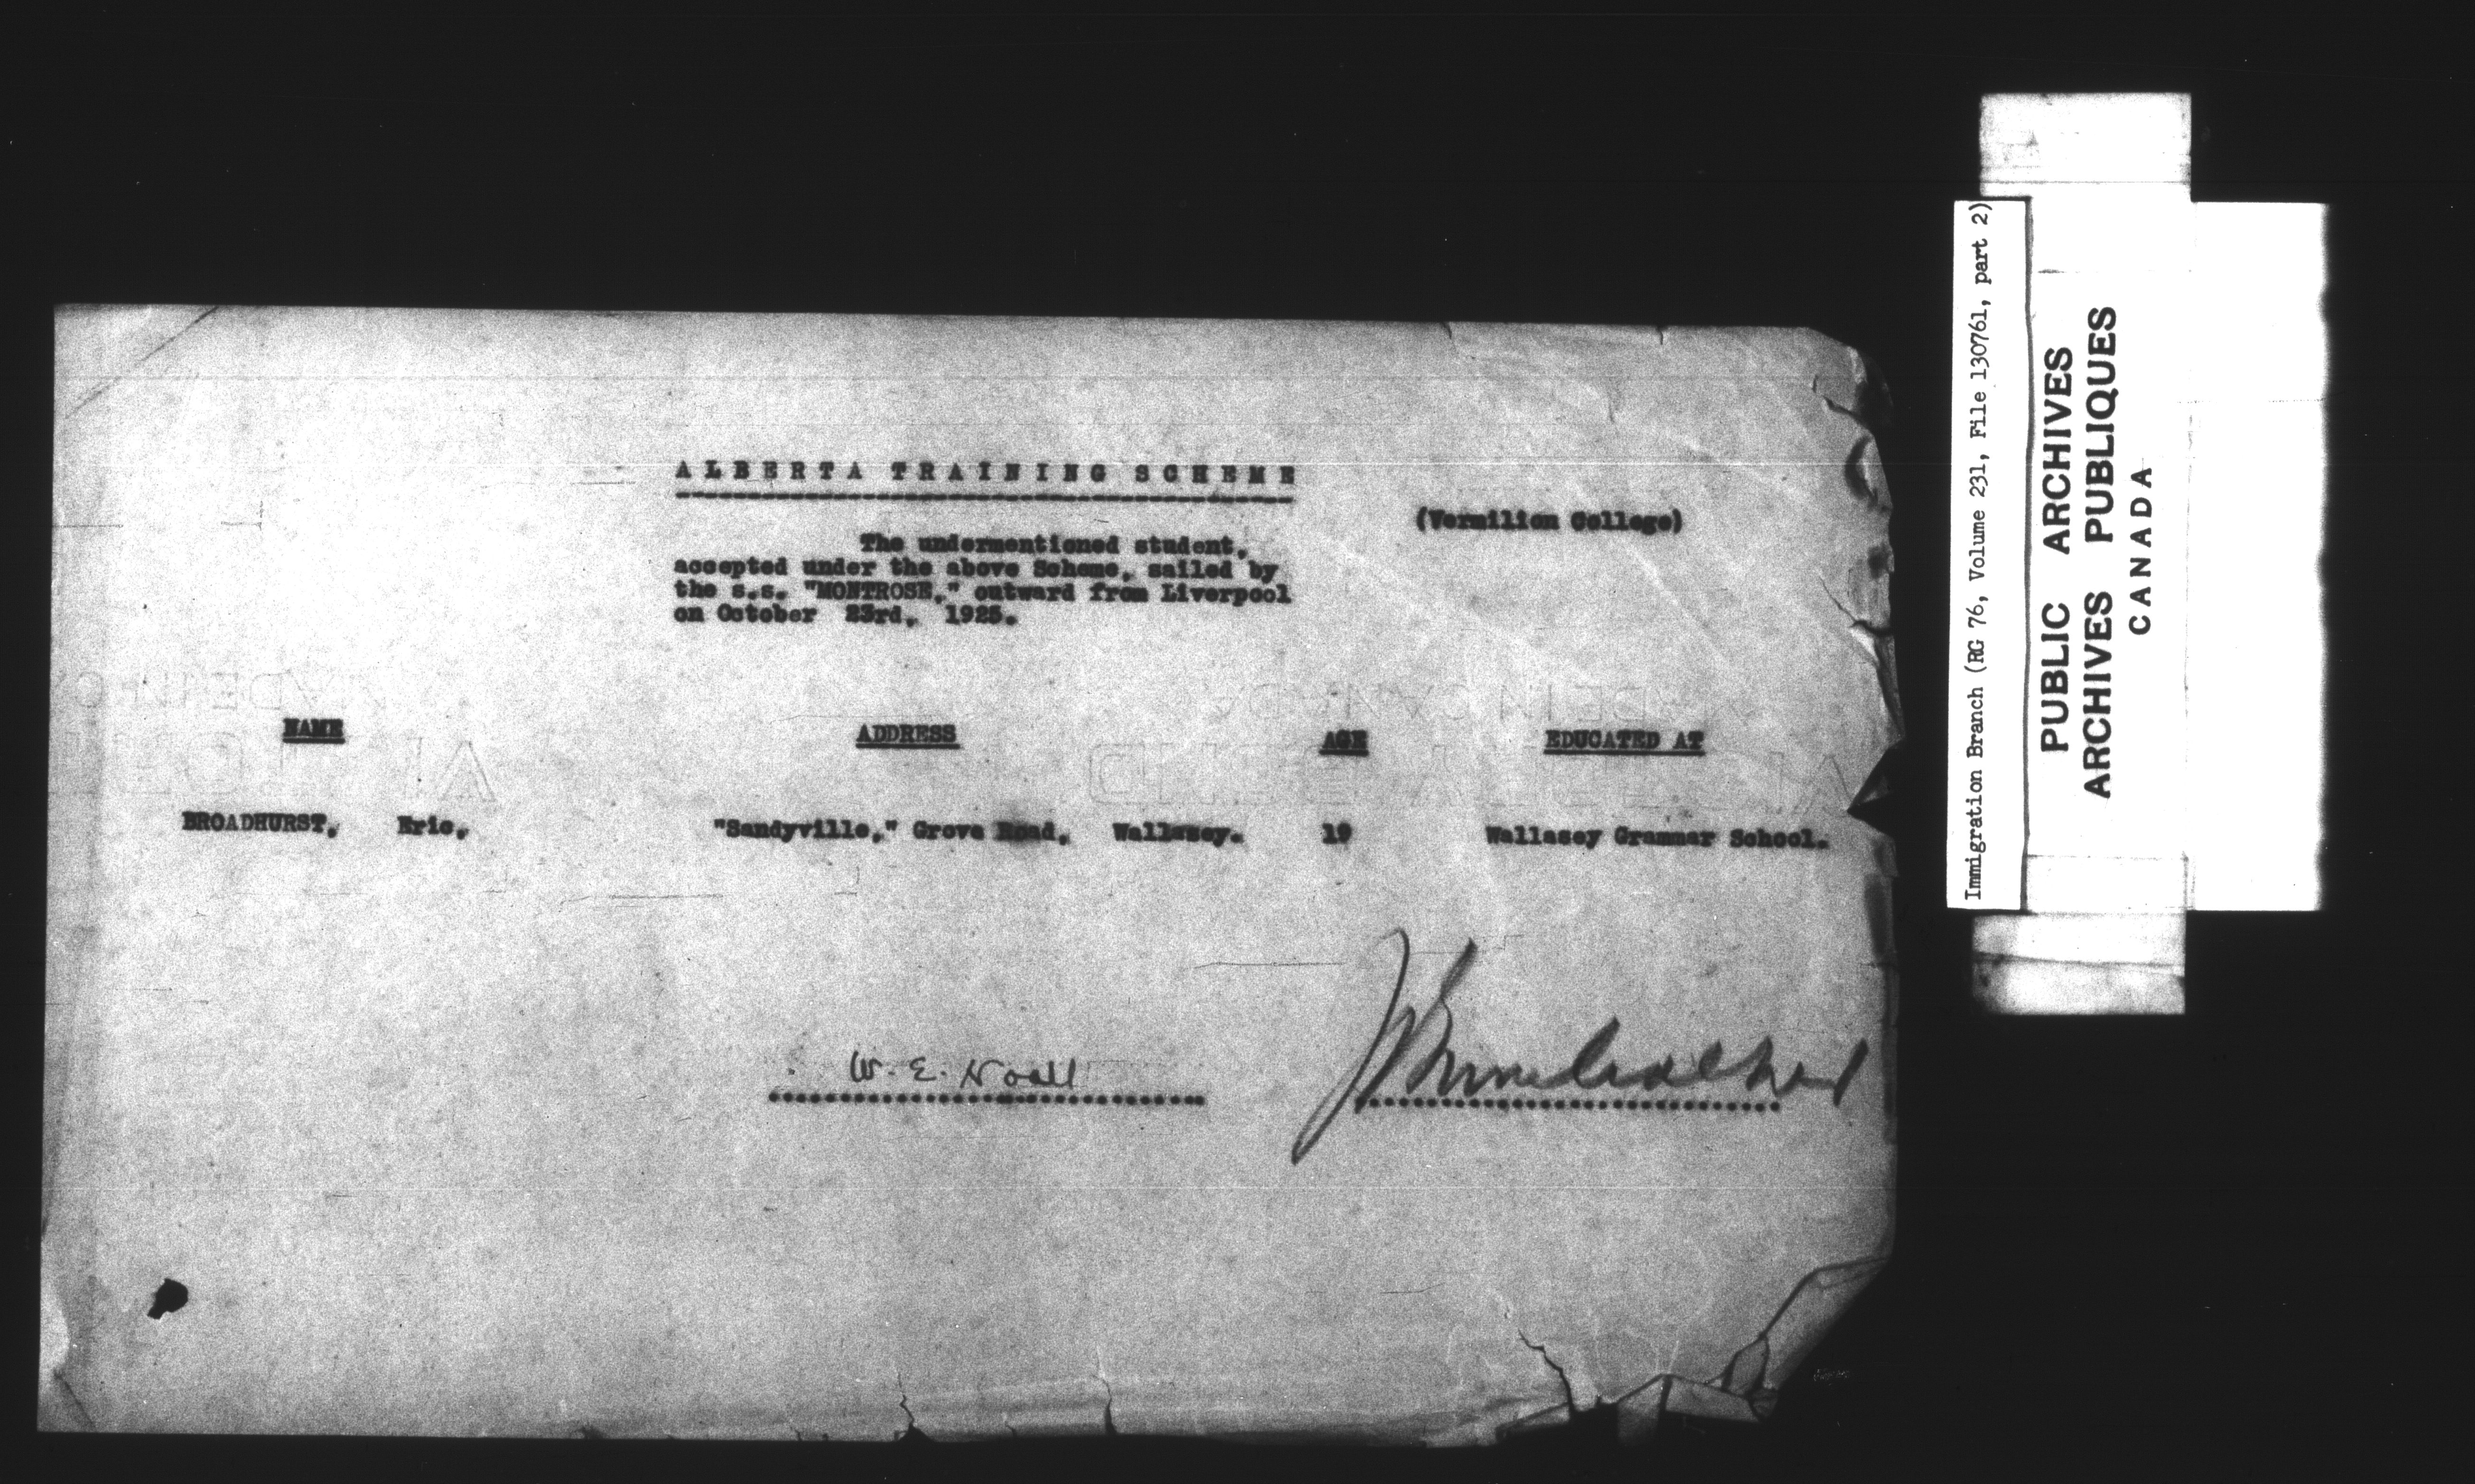 ALBERTA TRAINING SCHEME
(Vermilion College)
The undermentioned student,
accepted under the above Scheme, sailed by
the s.s. "MONTROSE," outward from Liverpool
on October 23rd, 1925.
NAME ADDRESS AGE EDUCATED AT
BROADHURST, Eric, "Sandyville," Grove Road, Wallasey. 19 Wallasey Grammar School.
W. E. Noall
Immigration Branch (RG 76, Volume 231, File 130761, part 2)
PUBLIC ARCHIVES
ARCHIVES PUBLIQUES
CANADA